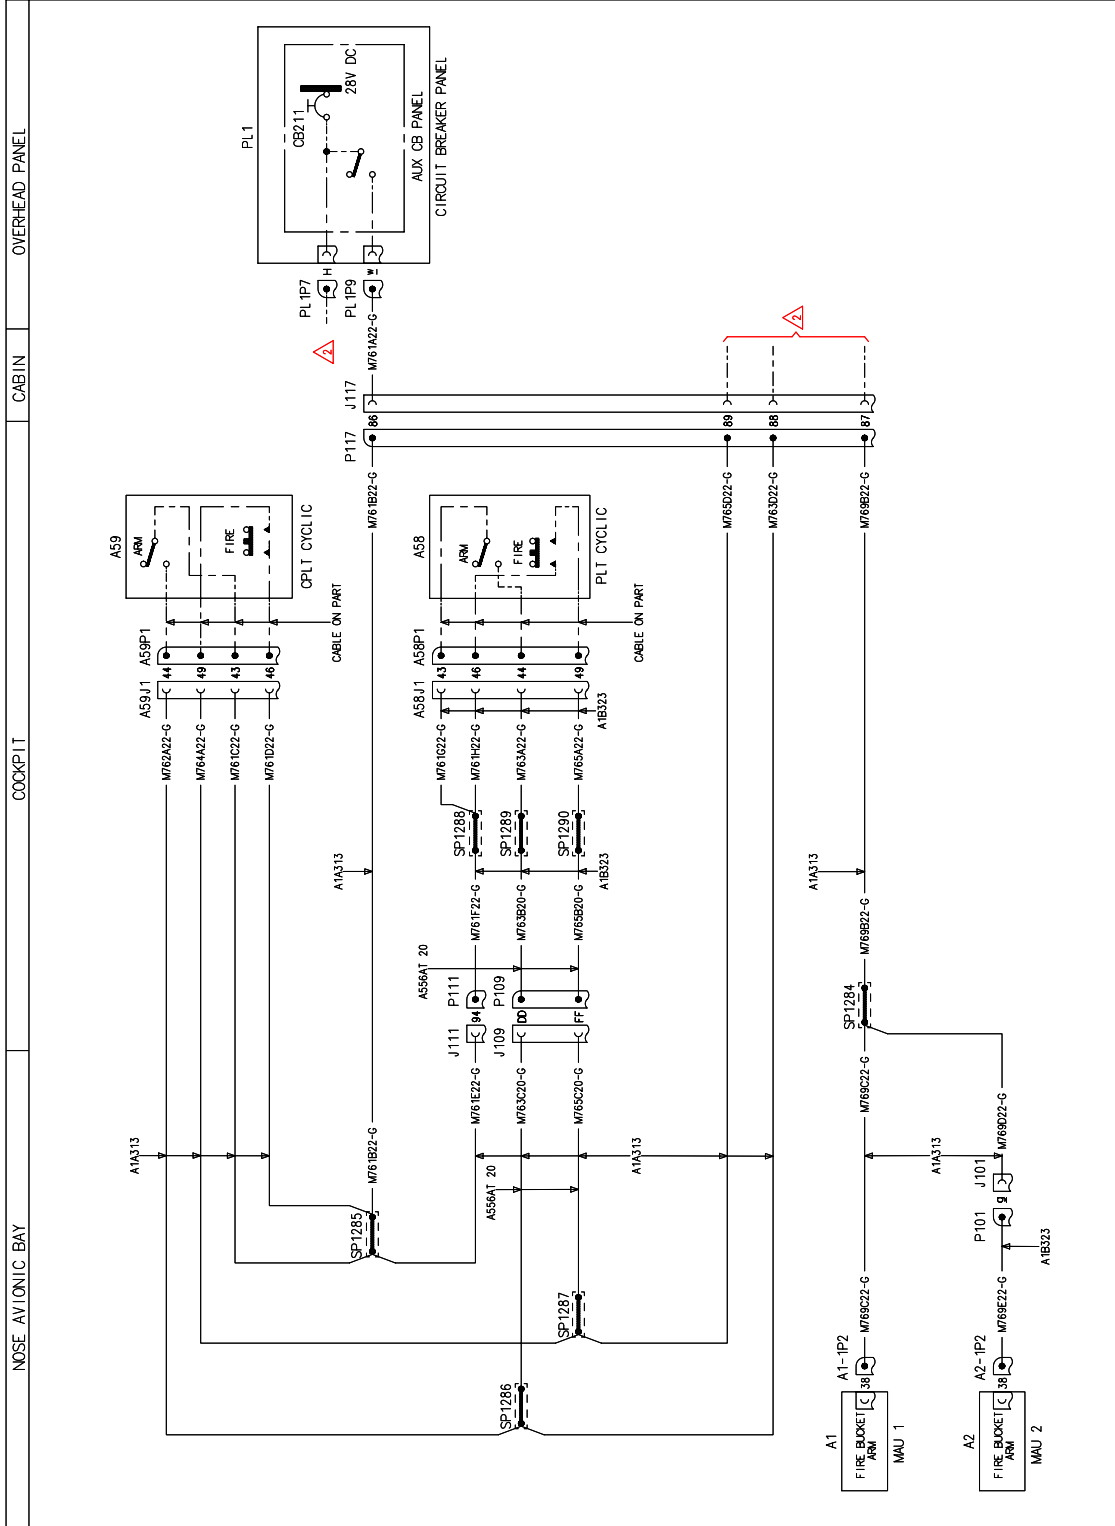 OVERHEAD PANEL
CABIN
COCKPIT
NOSE AVIONIC BAY
PL1
CB211
28V DC
AUX CB PANEL
CIRCUIT BREAKER PANEL
PL1P7
H
PL1P9
W
2
M761A22-G
J117
P117
86
89
88
87
2
M761B22-G
M765D22-G
M763D22-G
M769B22-G
A59
ARM
FIRE
CPLT CYCLIC
CABLE ON PART
A59P1
A59J1
44
49
43
46
M762A22-G
M764A22-G
M761C22-G
M761D22-G
A58
ARM
FIRE
PLT CYCLIC
CABLE ON PART
A58P1
A58J1
43
46
44
49
A1B323
M761G22-G
M761H22-G
M763A22-G
M765A22-G
SP1288
SP1289
SP1290
A1B323
A1A313
A1A313
M761F22-G
M763B20-G
M765B20-G
M769B22-G
A556AT 20
P111
P109
J111
J109
94
DD
FF
SP1284
M761E22-G
M763C20-G
M765C20-G
M769C22-G
M769D22-G
A1A313
M761B22-G
A556AT 20
A1A313
A1A313
J101
g
P101
A1B323
SP1285
SP1287
SP1286
M769C22-G
M769E22-G
A1-1P2
38
A2-1P2
38
A1
FIRE BUCKET
ARM
MAU 1
A2
FIRE BUCKET
ARM
MAU 2